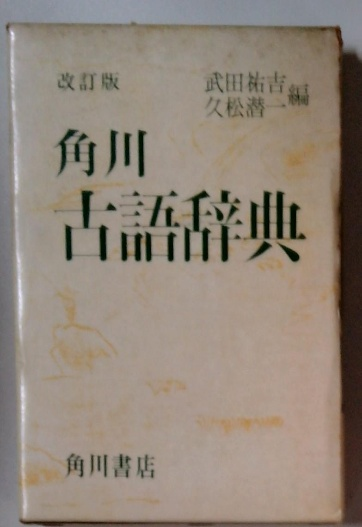 改訂版
武田祐吉
久松潜一
編
角川
古語辞典
角川書店